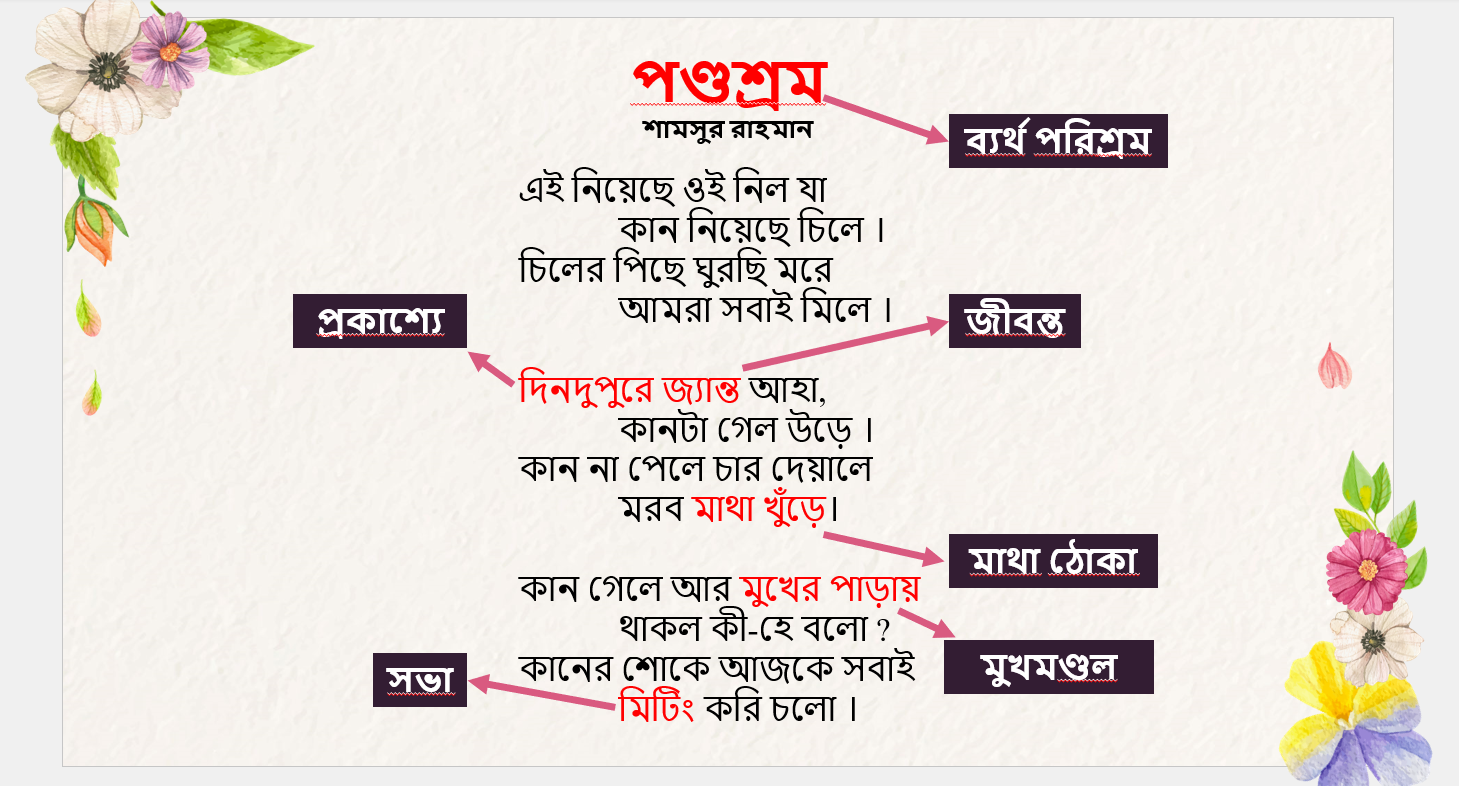 পণ্ডশ্রম
শামসুর রাহমান
ব্যর্থ পরিশ্রম
এই নিয়েছে ওই নিল যা
কান নিয়েছে চিলে ।
চিলের পিছে ঘুরছি মরে
আমরা সবাই মিলে ।
প্রকাশ্যে
জীবন্ত
দিনদুপুরে জ্যান্ত আহা,
কানটা গেল উড়ে ।
কান না পেলে চার দেয়ালে
মরব মাথা খুঁড়ে।
মাথা ঠোকা
কান গেলে আর মুখের পাড়ায়
থাকল কী-হে বলো ?
মুখমণ্ডল
কানের শোকে আজকে সবাই
মিটিং করি চলো ।
সভা